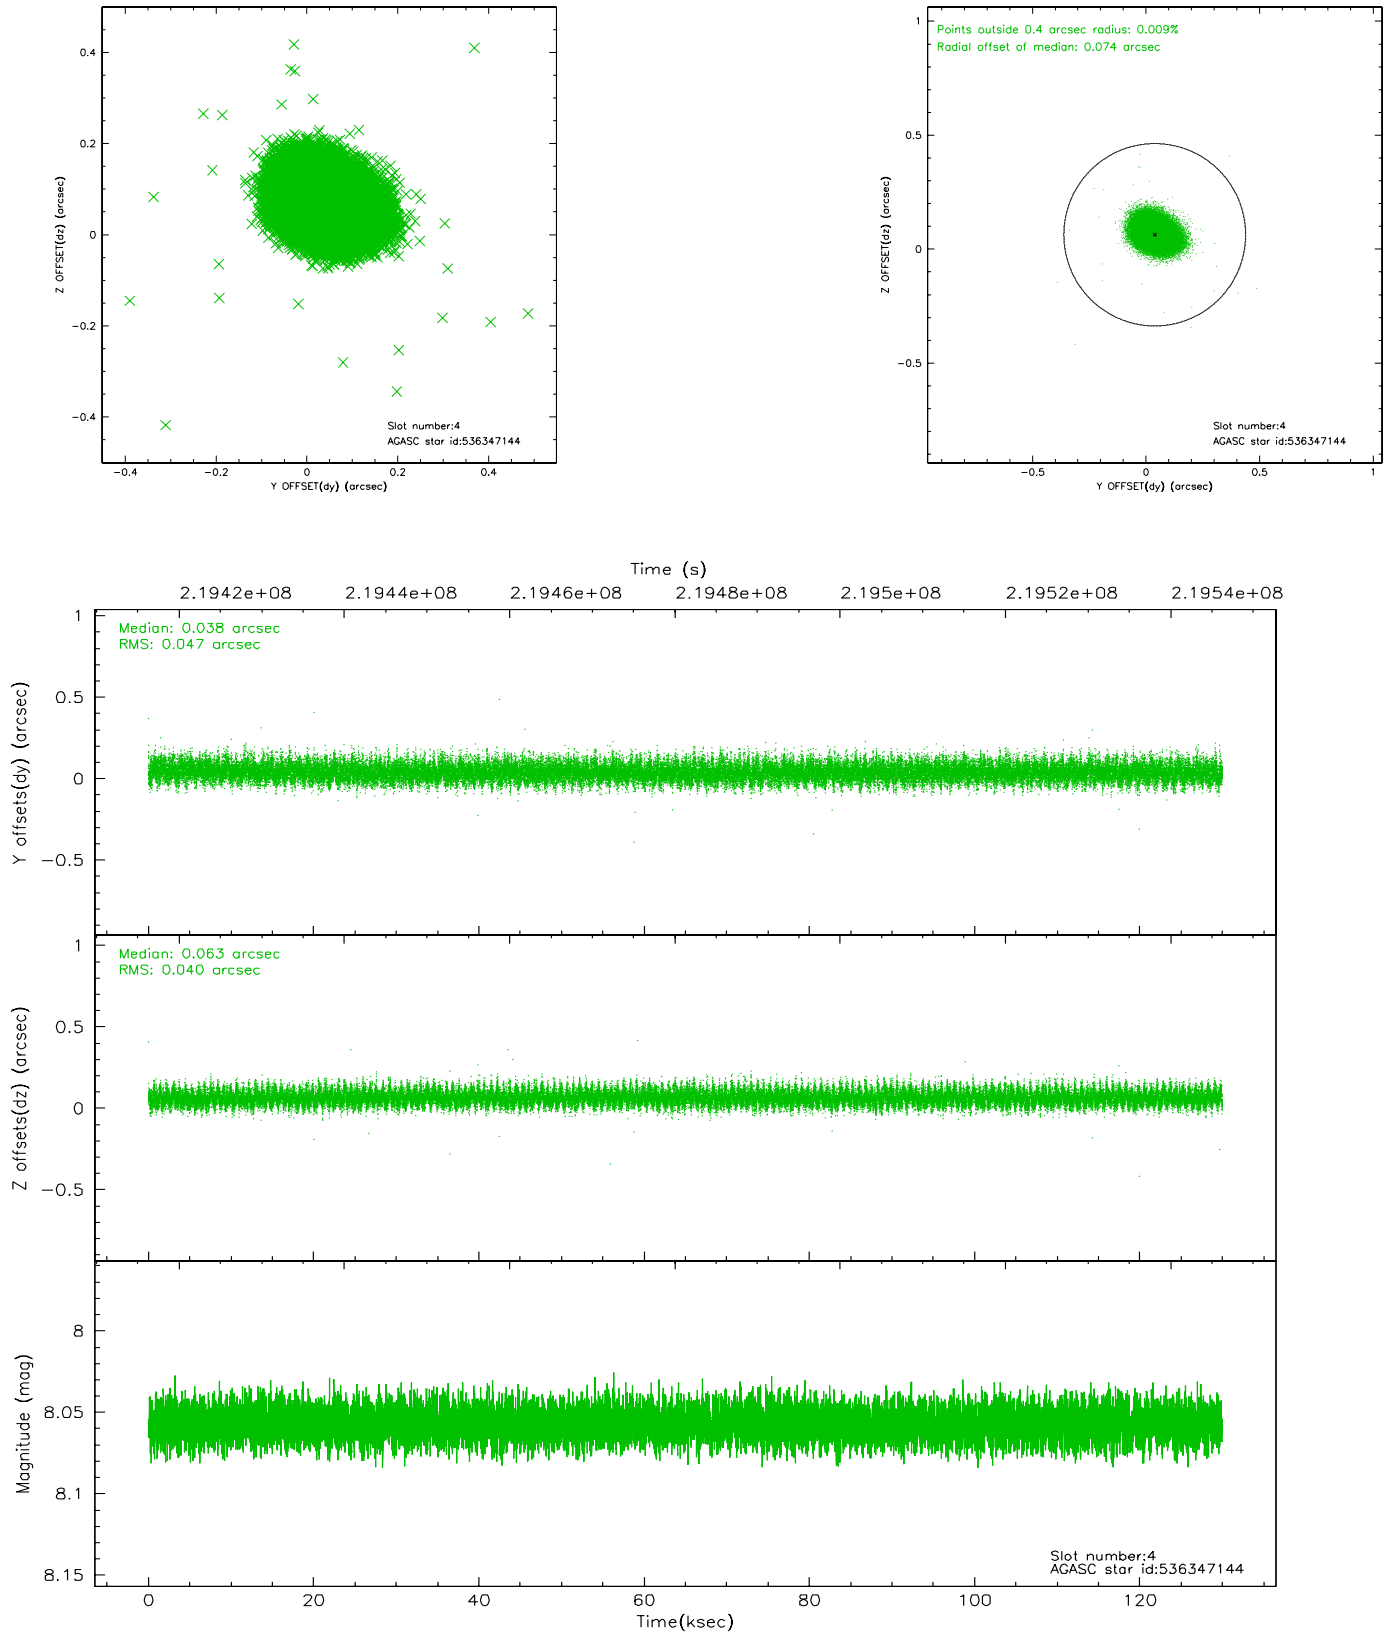 0.4
0.2
0
−0.2
−0.4
Z OFFSET(dz) (arcsec)
−0.4 −0.2 0 0.2 0.4
Y OFFSET(dy) (arcsec)
Slot number:4
AGASC star id:536347144
Points outside 0.4 arcsec radius: 0.009%
Radial offset of median: 0.074 arcsec
1
0.5
0
−0.5
Z OFFSET(dz) (arcsec)
−0.5 0 0.5 1
Y OFFSET(dy) (arcsec)
Slot number:4
AGASC star id:536347144
Time (s)
2.1942e+08 2.1944e+08 2.1946e+08 2.1948e+08 2.195e+08 2.1952e+08 2.1954e+08
Median: 0.038 arcsec
RMS: 0.047 arcsec
1
0.5
0
−0.5
Y offsets(dy) (arcsec)
Median: 0.063 arcsec
RMS: 0.040 arcsec
1
0.5
0
−0.5
Z offsets(dz) (arcsec)
8
8.05
8.1
8.15
Magnitude (mag)
Slot number:4
AGASC star id:536347144
0 20 40 60 80 100 120
Time(ksec)